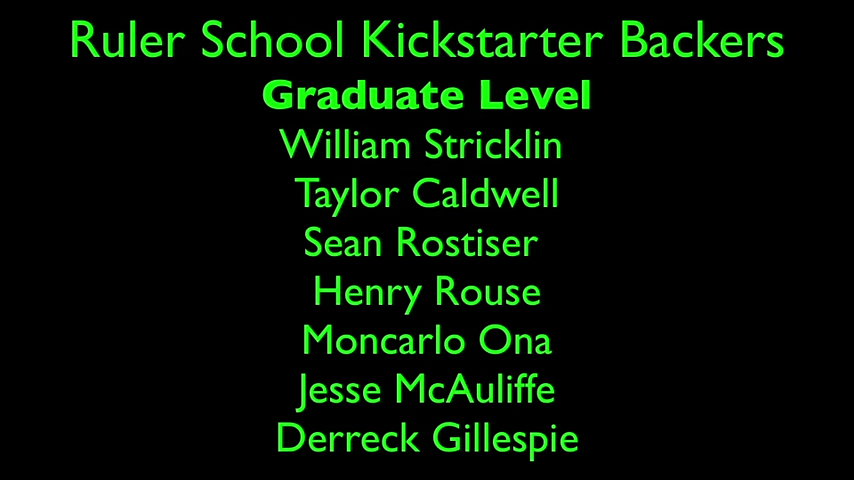 Ruler School Kickstarter Backers
Graduate Level
William Stricklin
Taylor Caldwell
Sean Rostiser
Henry Rouse
Moncarlo Ona
Jesse McAuliffe
Derreck Gillespie